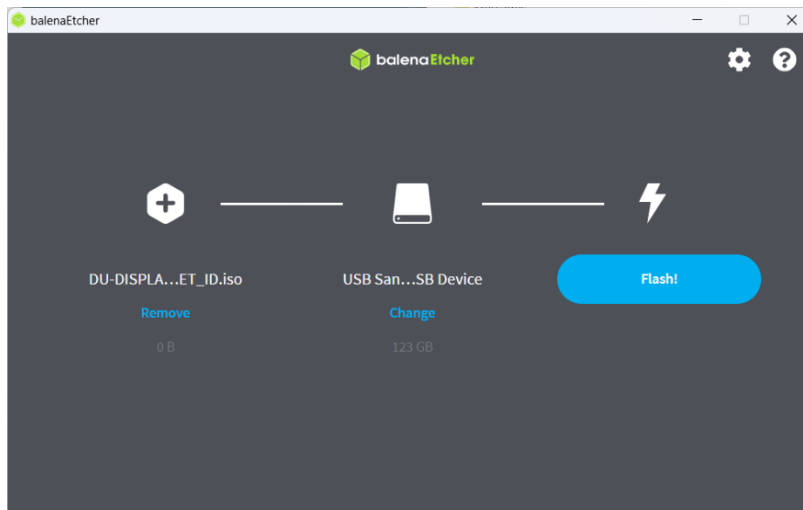 balenaEtcher
balenaEtcher
DU-DISPLA...ET_ID.iso
USB San...SB Device
Flash!
Remove
Change
0 B
123 GB